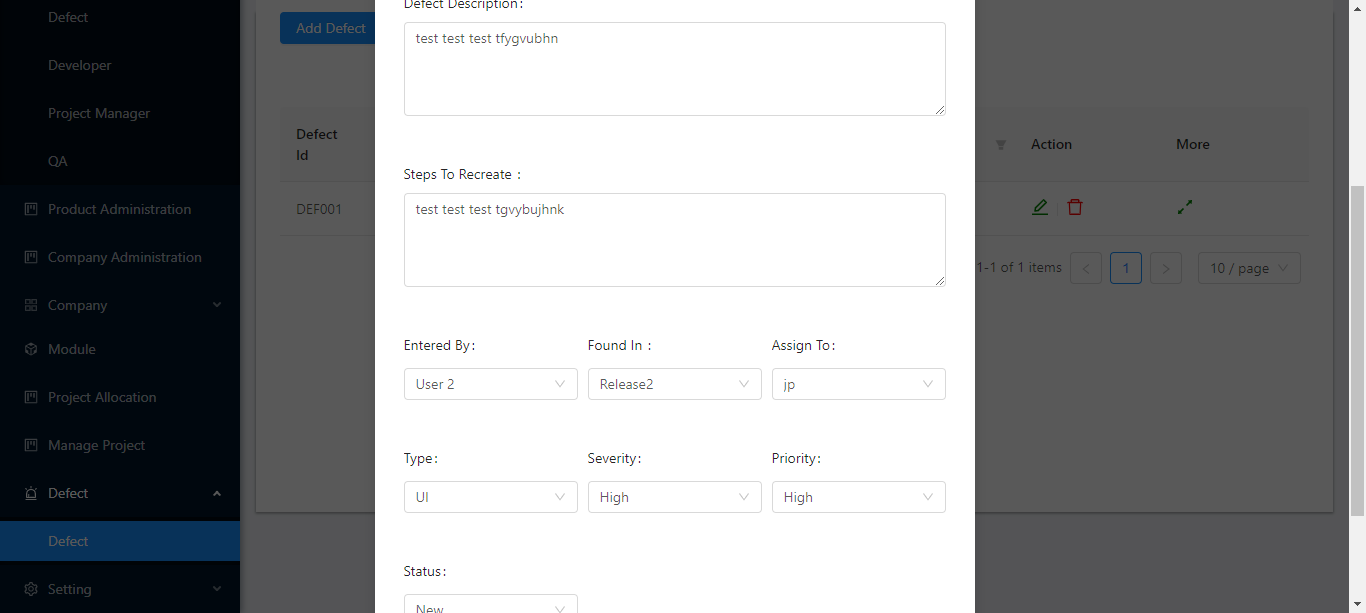 Defect
Developer
Project Manager
QA
Product Administration
Company Administration
Company
Module
Project Allocation
Manage Project
Defect
Defect
Setting
Add Defect
Defect
Id
Action
More
DEF001
1-1 of 1 items
1
10 / page
Defect Description:
test test test tfygvubhn
Steps To Recreate :
test test test tgvybujhnk
Entered By: Found In : Assign To:
User 2 Release2 jp
Type: Severity: Priority:
UI High High
Status:
New